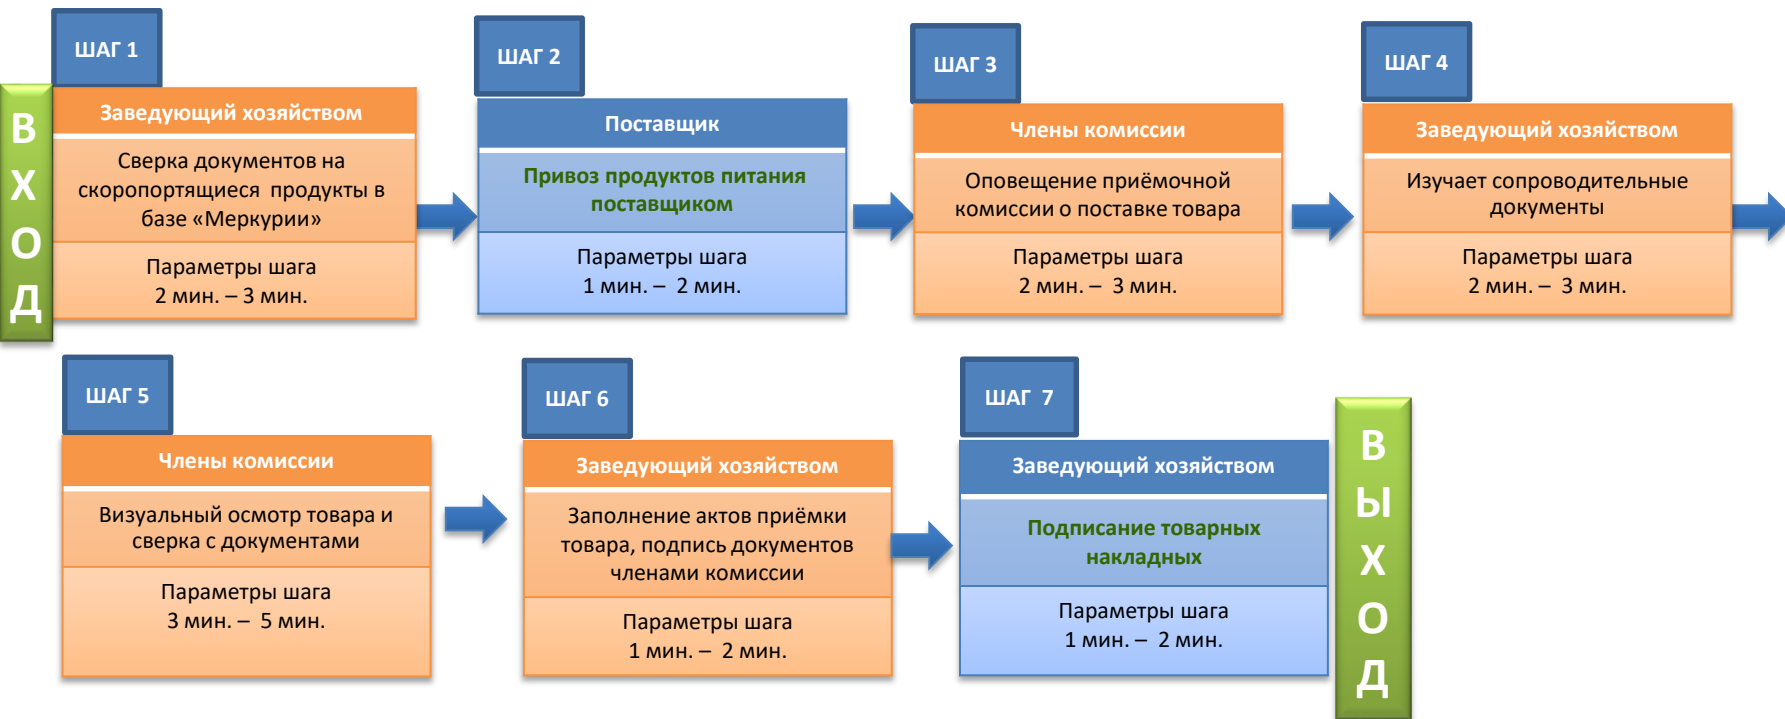 ШАГ 1
ШАГ 2
ШАГ 3
ШАГ 4
ВХОД
Заведующий хозяйством
Сверка документов на
скоропортящиеся продукты в
базе «Меркурии»
Параметры шага
2 мин. – 3 мин.
Поставщик
Привоз продуктов питания
поставщиком
Параметры шага
1 мин. – 2 мин.
Члены комиссии
Оповещение приёмочной
комиссии о поставке товара
Параметры шага
2 мин. – 3 мин.
Заведующий хозяйством
Изучает сопроводительные
документы
Параметры шага
2 мин. – 3 мин.
ШАГ 5
Члены комиссии
Визуальный осмотр товара и
сверка с документами
Параметры шага
3 мин. – 5 мин.
ШАГ 6
Заведующий хозяйством
Заполнение актов приёмки
товара, подпись документов
членами комиссии
Параметры шага
1 мин. – 2 мин.
ШАГ 7
Заведующий хозяйством
Подписание товарных
накладных
Параметры шага
1 мин. – 2 мин.
ВЫХОД